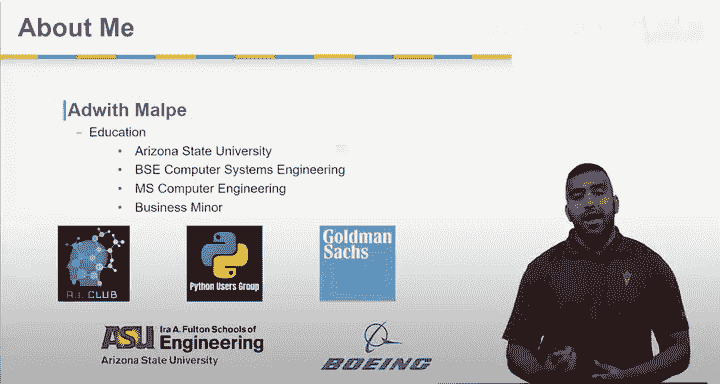 About Me
Adwith Malpe
– Education
• Arizona State University
• BSE Computer Systems Engineering
• MS Computer Engineering
• Business Minor
A.I. CLUB
Python Users Group
Goldman
Sachs
ASU Ira A. Fulton Schools of
Engineering
Arizona State University
BOEING